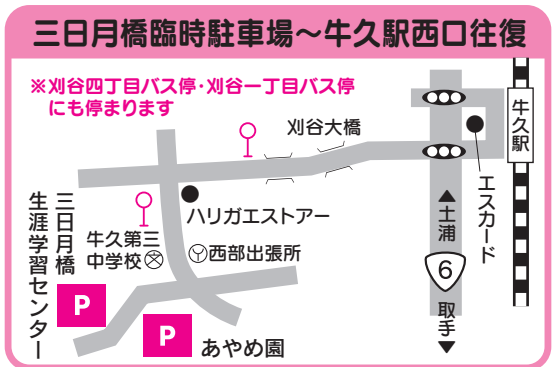 三日月橋臨時駐車場～牛久駅西口往復
※刈谷四丁目バス停・刈谷一丁目バス停
にも停まります
刈谷大橋
牛久駅
エスカード
ハリガエストアー
三日月橋
生涯学習センター
牛久第三
中学校
西部出張所
▲土浦
6
取手▼
P
P
あやめ園